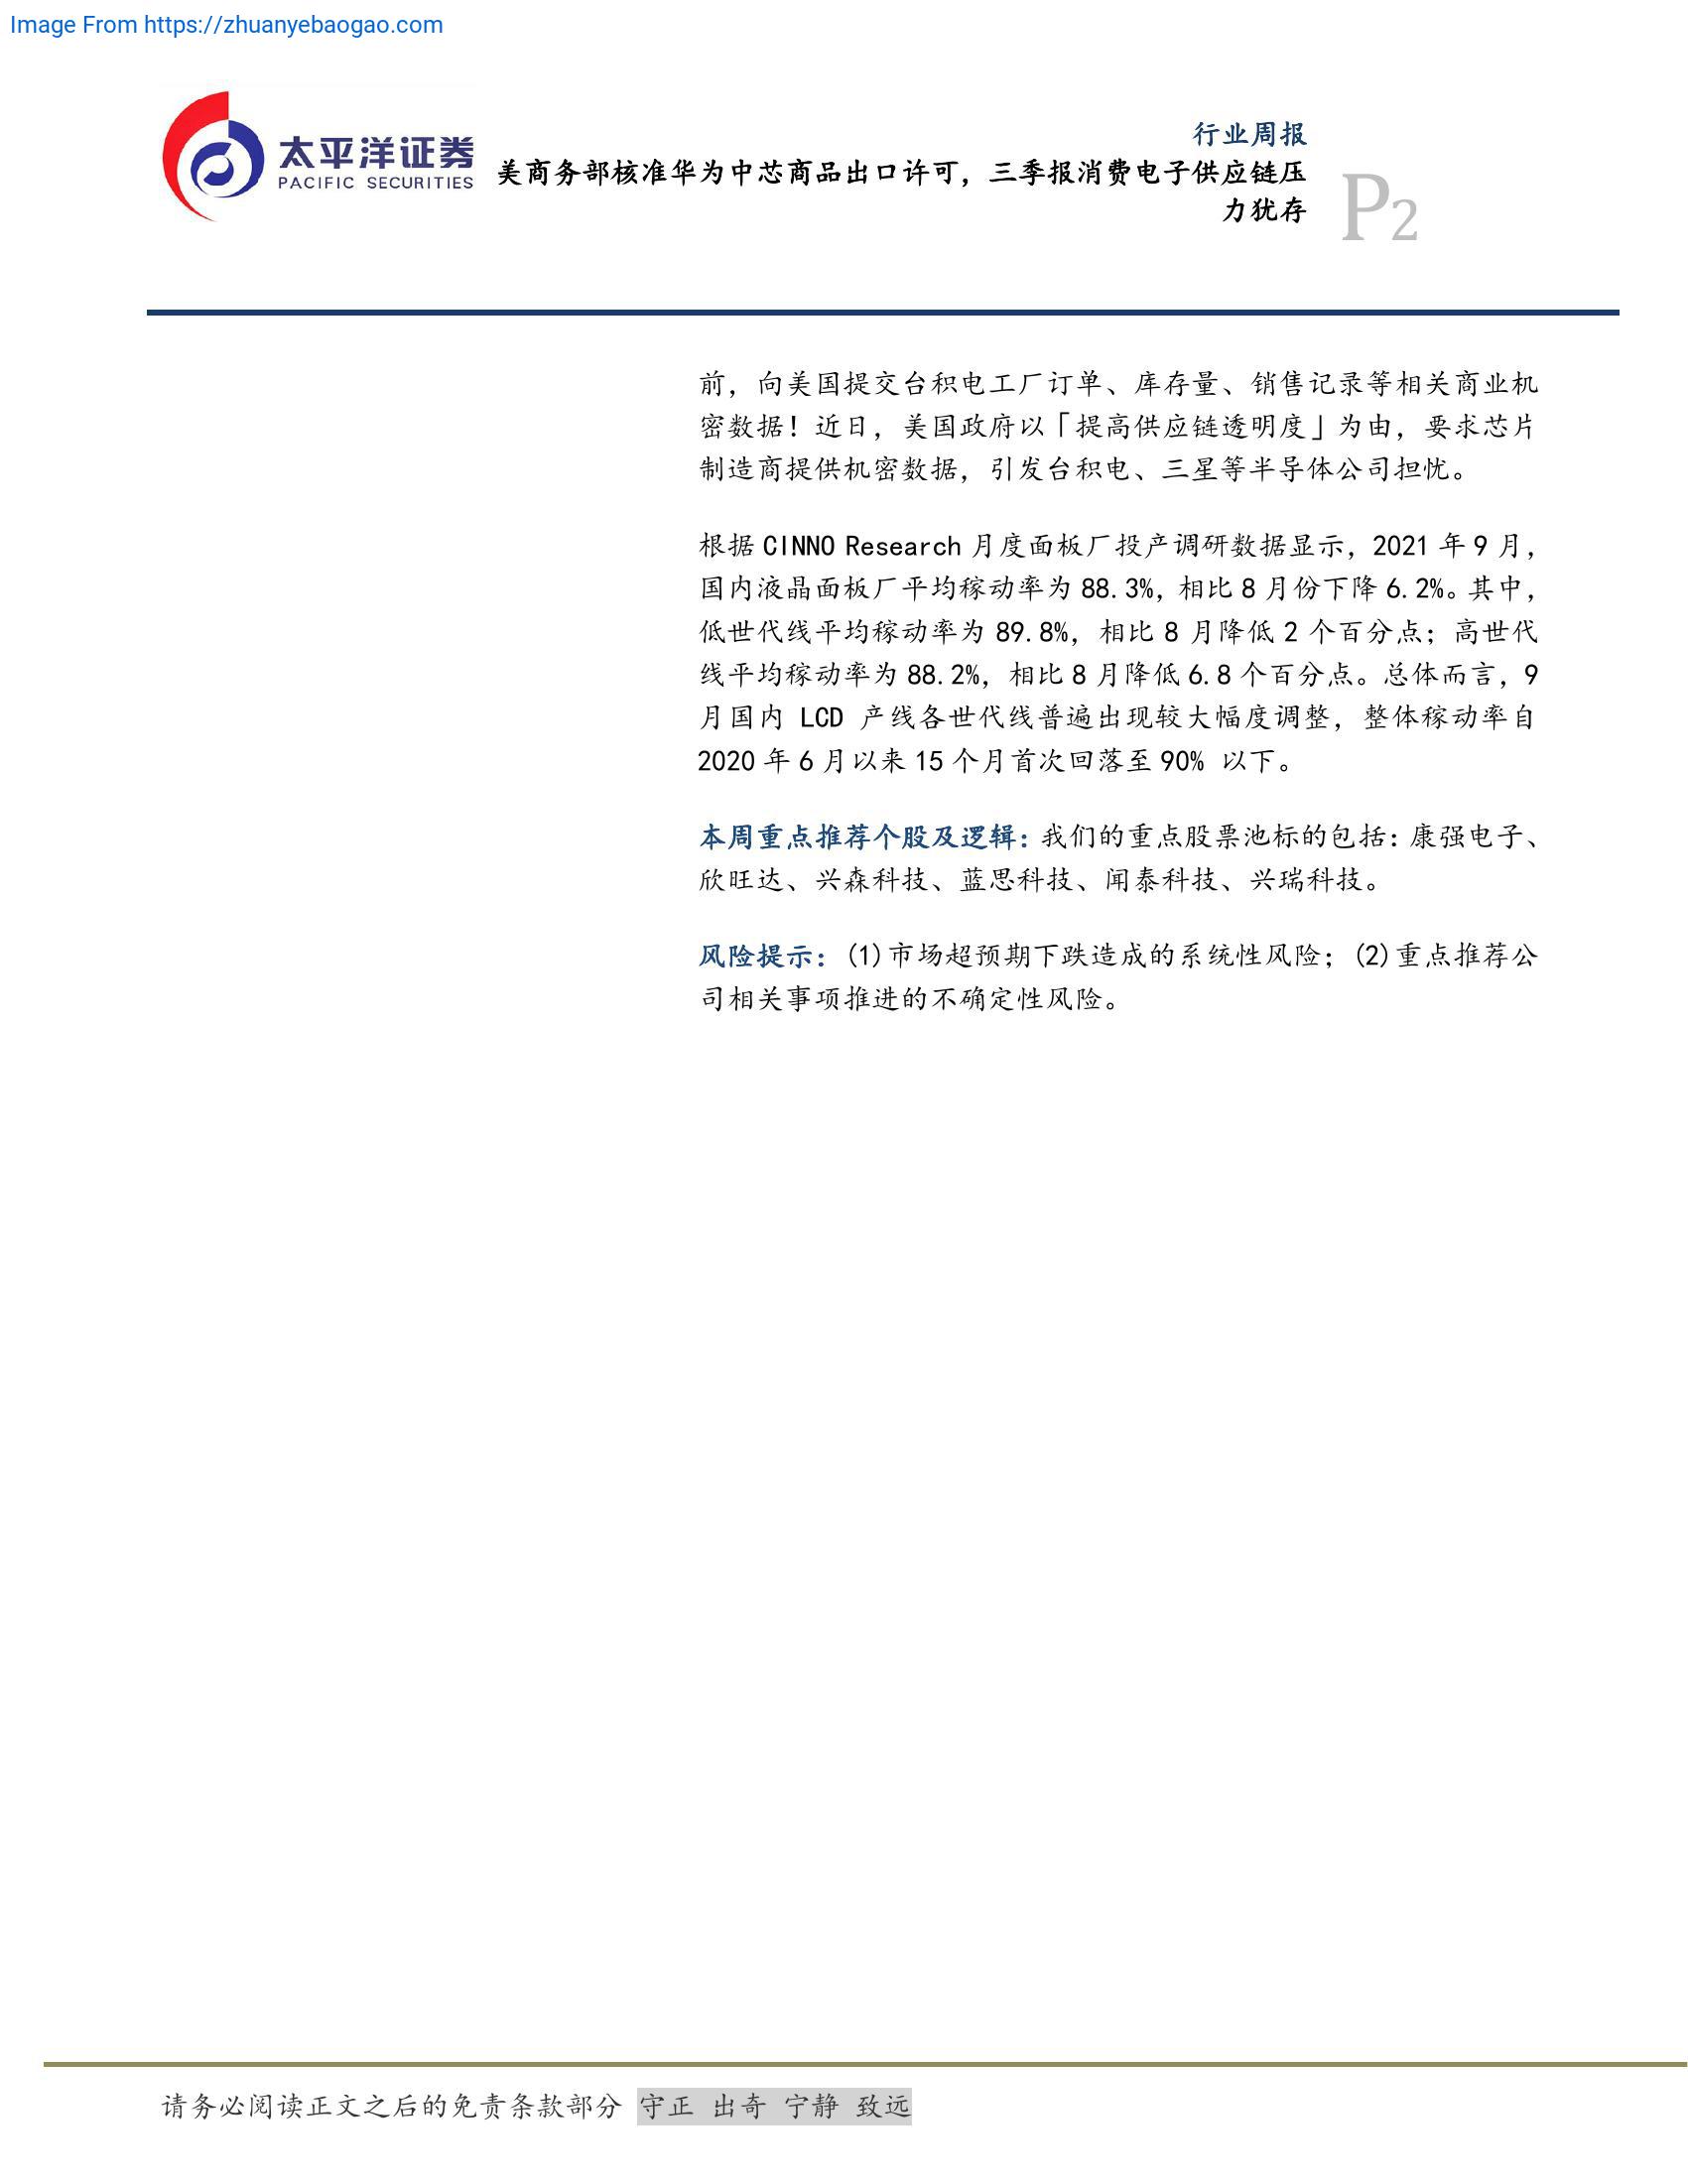 Image From https://zhuanyebaogao.com
太平洋证券
PACIFIC SECURITIES
行业周报
美商务部核准华为中芯商品出口许可，三季报消费电子供应链压
力犹存
P2
前，向美国提交台积电工厂订单、库存量、销售记录等相关商业机
密数据！近日，美国政府以「提高供应链透明度」为由，要求芯片
制造商提供机密数据，引发台积电、三星等半导体公司担忧。
根据 CINNO Research 月度面板厂投产调研数据显示，2021 年 9 月，
国内液晶面板厂平均稼动率为 88.3%，相比 8 月份下降 6.2%。其中，
低世代线平均稼动率为 89.8%，相比 8 月降低 2 个百分点；高世代
线平均稼动率为 88.2%，相比 8 月降低 6.8 个百分点。总体而言，9
月国内 LCD 产线各世代线普遍出现较大幅度调整，整体稼动率自
2020 年 6 月以来 15 个月首次回落至 90% 以下。
本周重点推荐个股及逻辑：我们的重点股票池标的包括：康强电子、
欣旺达、兴森科技、蓝思科技、闻泰科技、兴瑞科技。
风险提示：(1)市场超预期下跌造成的系统性风险；(2)重点推荐公
司相关事项推进的不确定性风险。
请务必阅读正文之后的免责条款部分 守正 出奇 宁静 致远